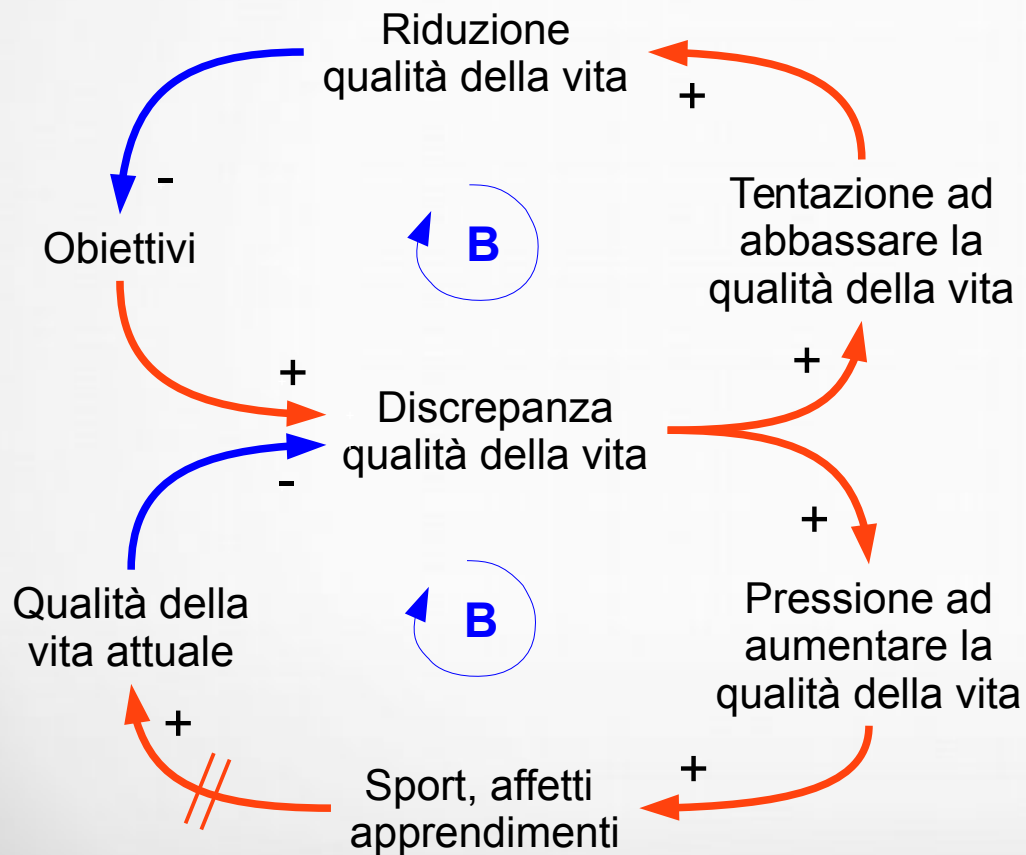 Riduzione
qualità della vita
+
-
Tentazione ad
abbassare la
qualità della vita
Obiettivi
B
+
+
Discrepanza
qualità della vita
-
+
Qualità della
vita attuale
B
Pressione ad
aumentare la
qualità della vita
+
+
Sport, affetti
apprendimenti